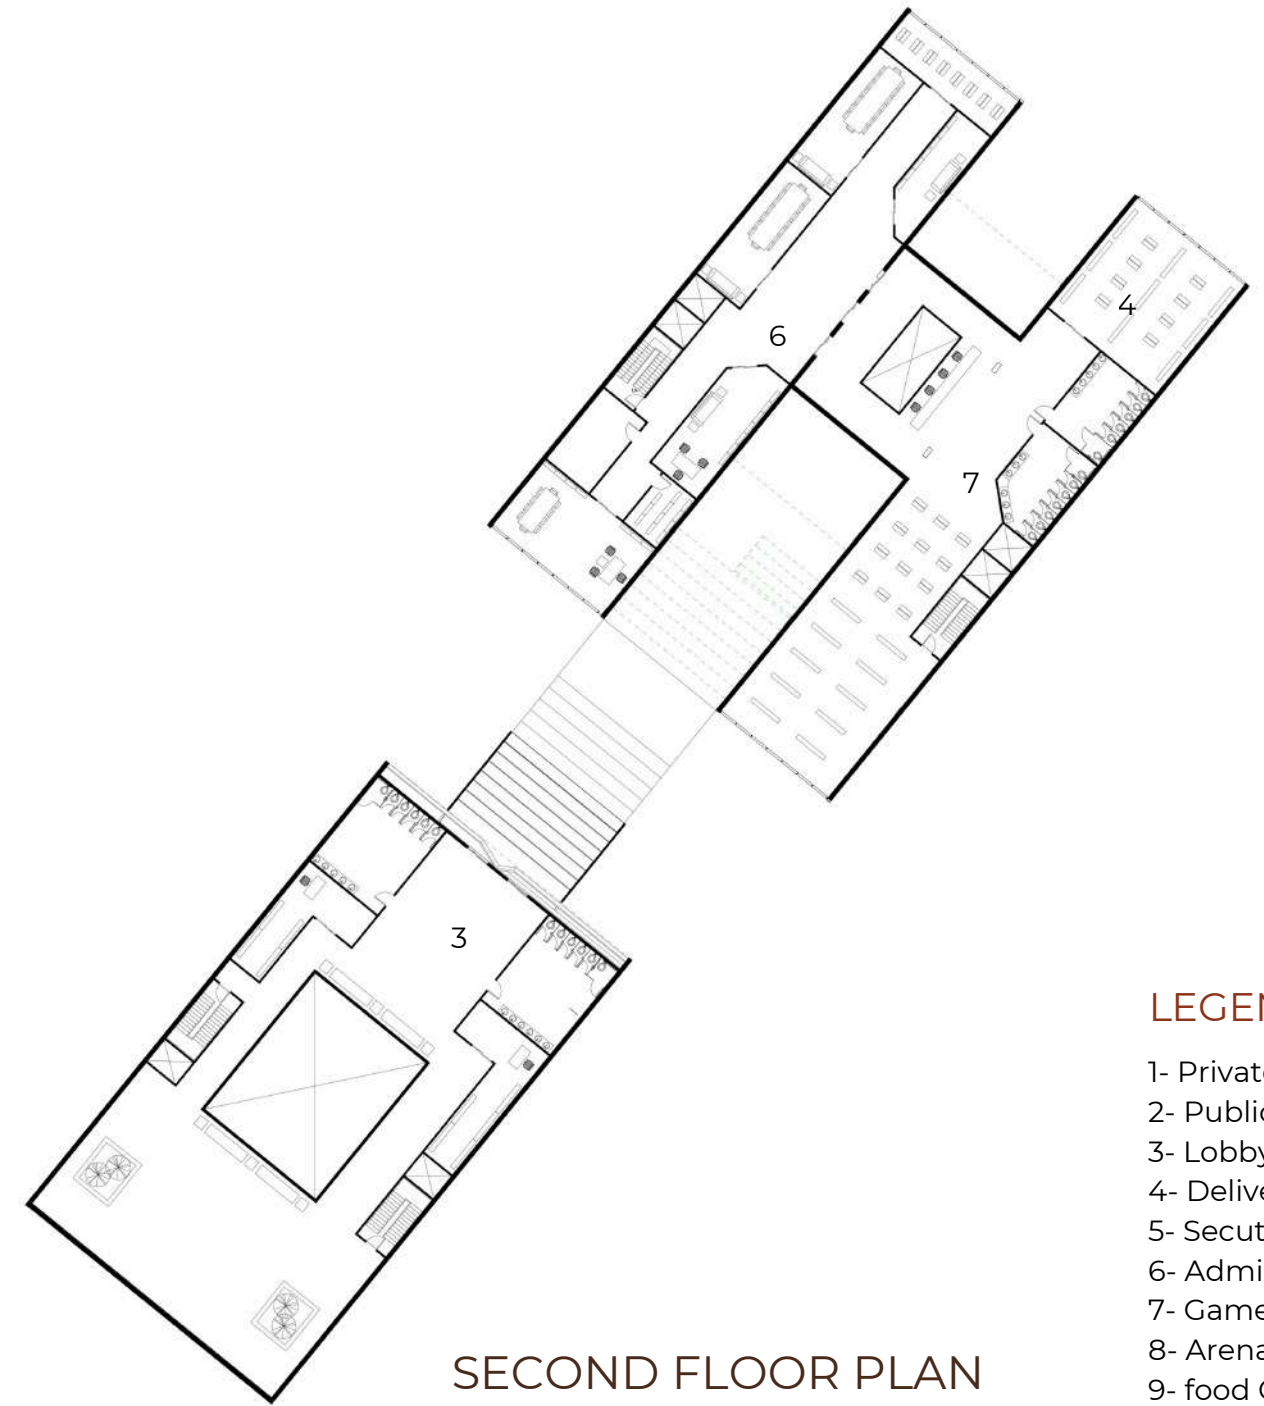 4
6
7
3
SECOND FLOOR PLAN
LEGEN
1- Privat
2- Public
3- Lobby
4- Delive
5- Secut
6- Admi
7- Game
8- Arena
9- food